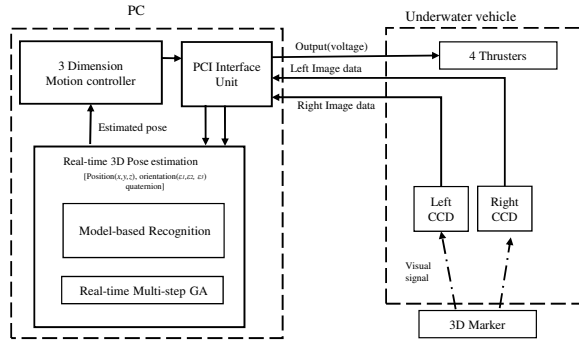 PC
Underwater vehicle
3 Dimension
Motion controller
PCI Interface
Unit
Output(voltage)
4 Thrusters
Left Image data
Right Image data
Estimated pose
Real-time 3D Pose estimation
[Position(x,y,z), orientation(ε1,ε2, ε3)
quaternion]
Model-based Recognition
Real-time Multi-step GA
Left
CCD
Right
CCD
Visual
signal
3D Marker